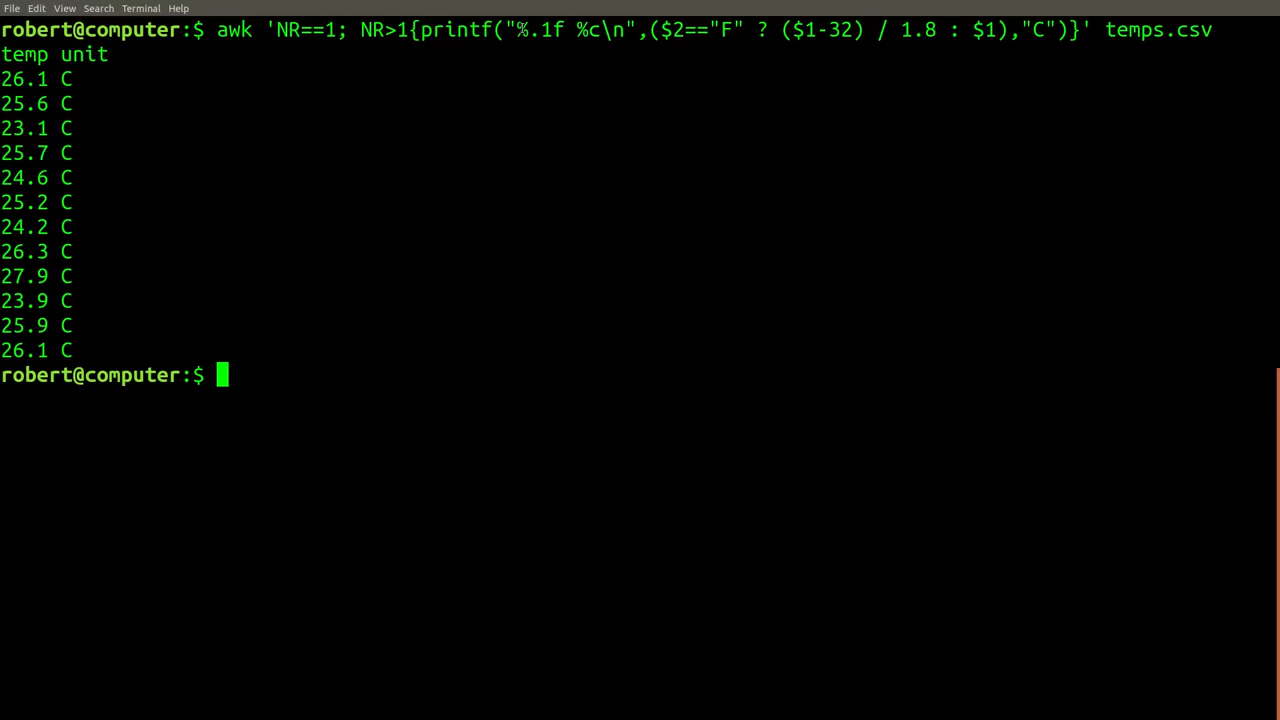 File Edit View Search Terminal Help
robert@computer:$ awk 'NR==1; NR>1{printf("%.1f %c\n",($2=="F" ? ($1-32) / 1.8 : $1),"C")}' temps.csv
temp unit
26.1 C
25.6 C
23.1 C
25.7 C
24.6 C
25.2 C
24.2 C
26.3 C
27.9 C
23.9 C
25.9 C
26.1 C
robert@computer:$